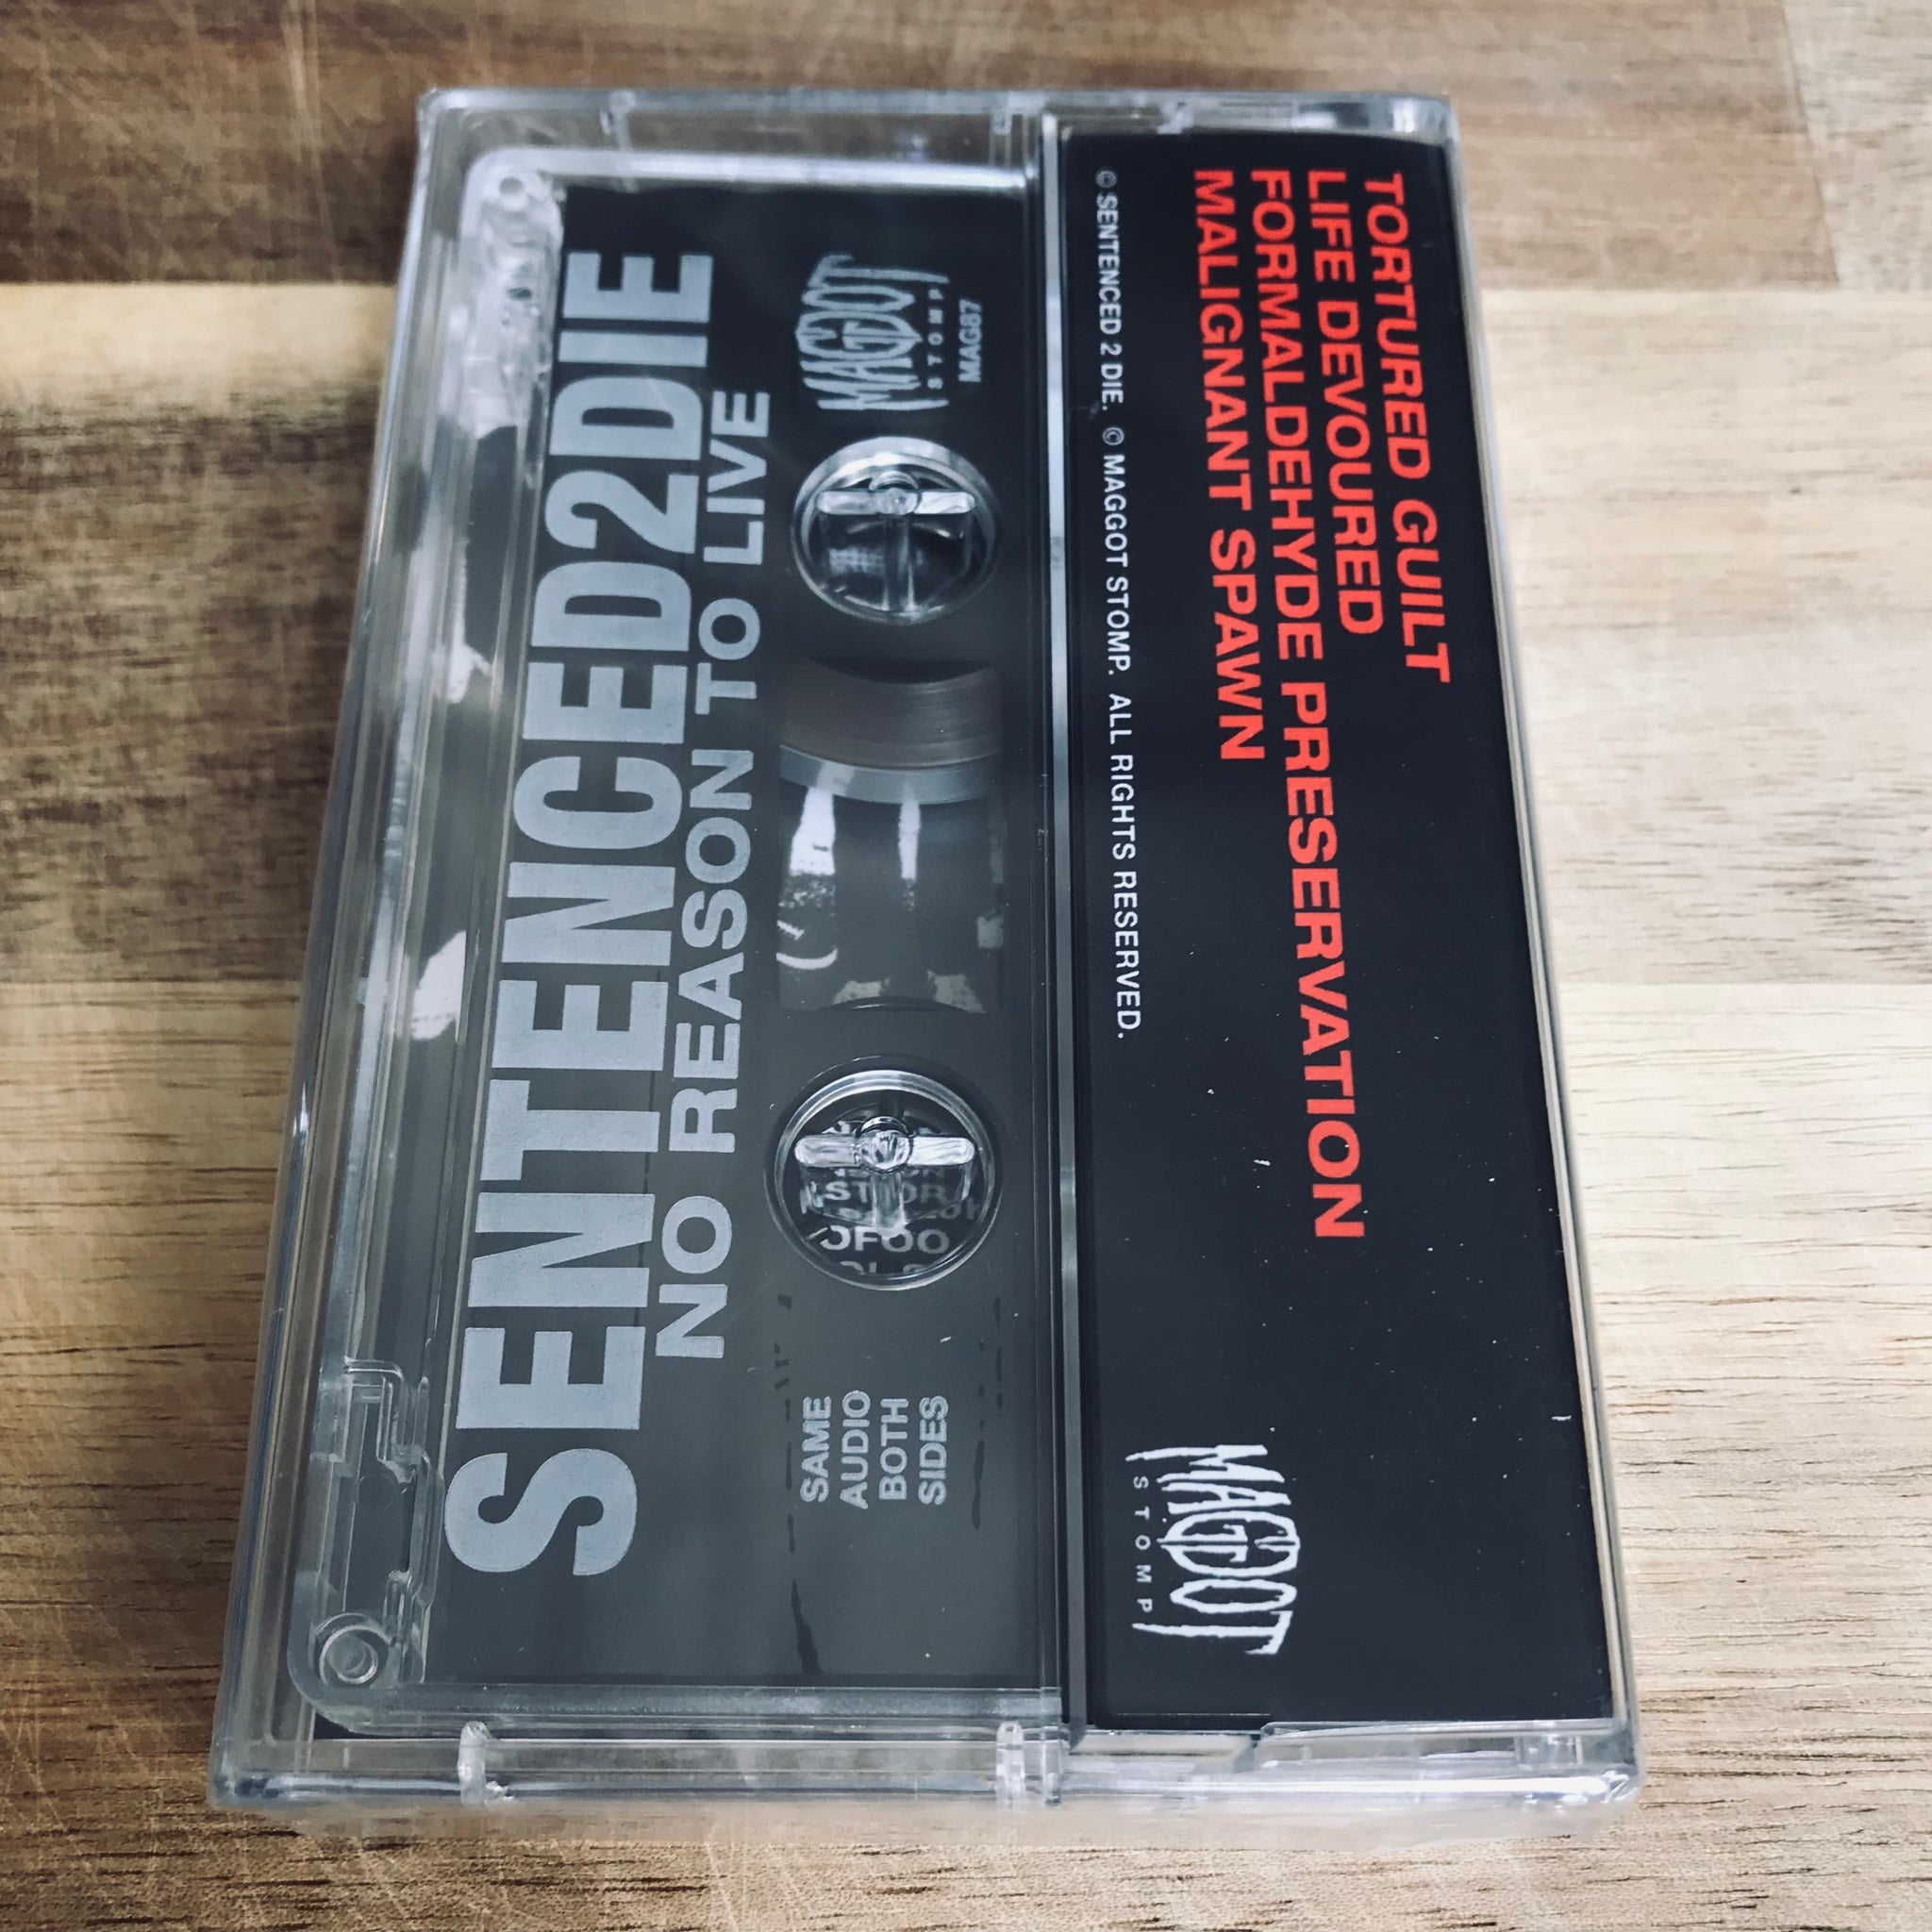 SENTENCED2DIE
NO REASON TO LIVE
MAGGOT
STOMP
MAG87
SAME
AUDIO
BOTH
SIDES
TORTURED GUILT
LIFE DEVOURED
FORMALDEHYDE PRESERVATION
MALIGNANT SPAWN
© SENTENCED 2 DIE. © MAGGOT STOMP. ALL RIGHTS RESERVED.
MAGGOT
STOMP